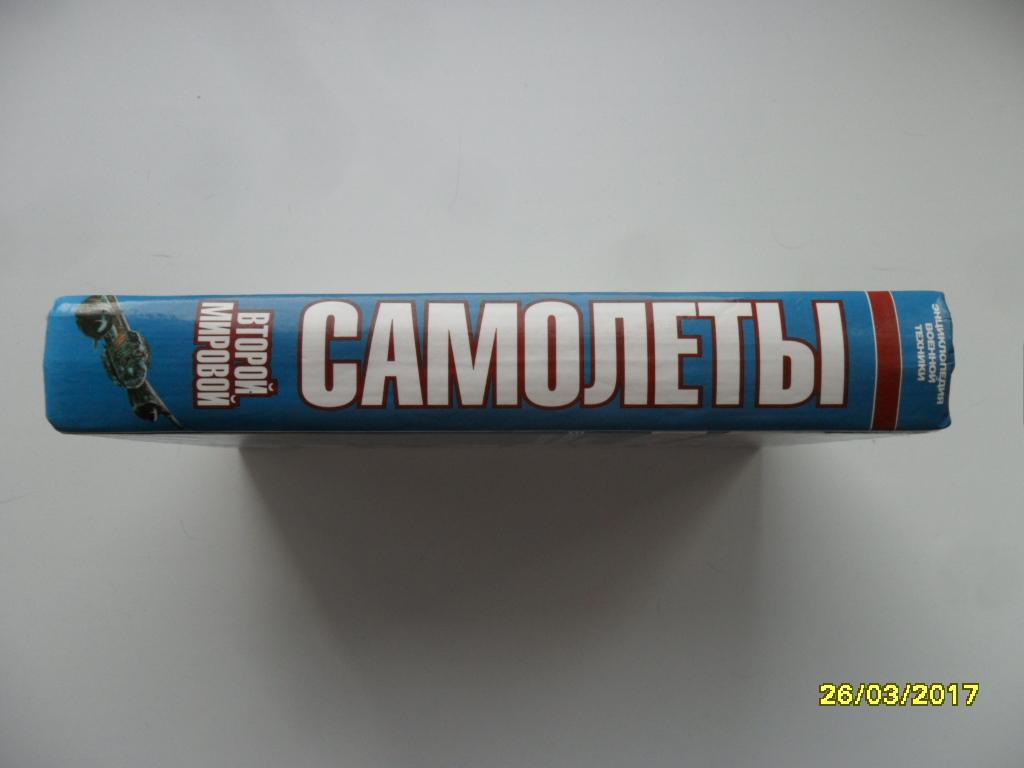 САМОЛЕТЫ
ВТОРОЙ
МИРОВОЙ
ЭНЦИКЛОПЕДИЯ
ВОЕННОЙ
ТЕХНИКИ
26/03/2017